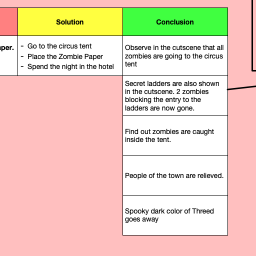 Solution
Conclusion
aper.
- Go to the circus tent
- Place the Zombie Paper
- Spend the night in the hotel
Observe in the cutscene that all
zombies are going to the circus
tent
Secret ladders are also shown
in the cutscene. 2 zombies
blocking the entry to the
ladders are now gone.
Find out zombies are caught
inside the tent.
People of the town are relieved.
Spooky dark color of Threed
goes away